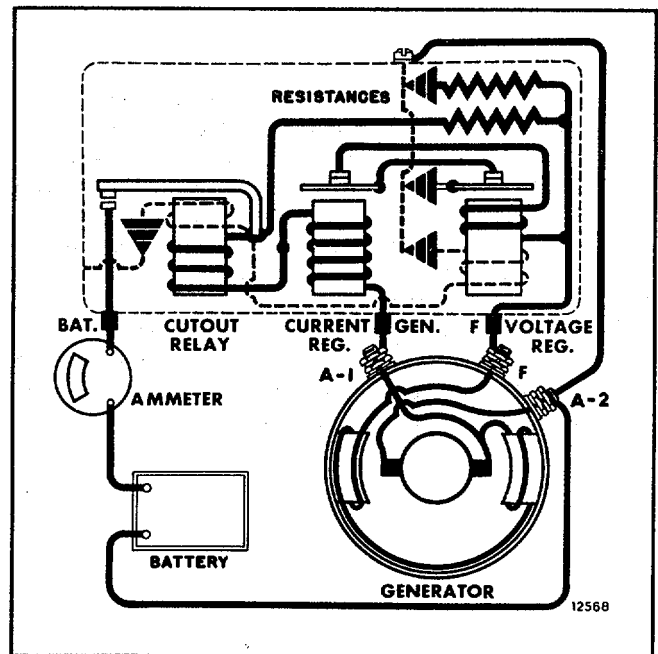 RESISTANCES
BAT.
CUTOUT
RELAY
CURRENT
REG.
GEN.
F
VOLTAGE
REG.
A-1
F
A-2
AMMETER
BATTERY
GENERATOR
12568